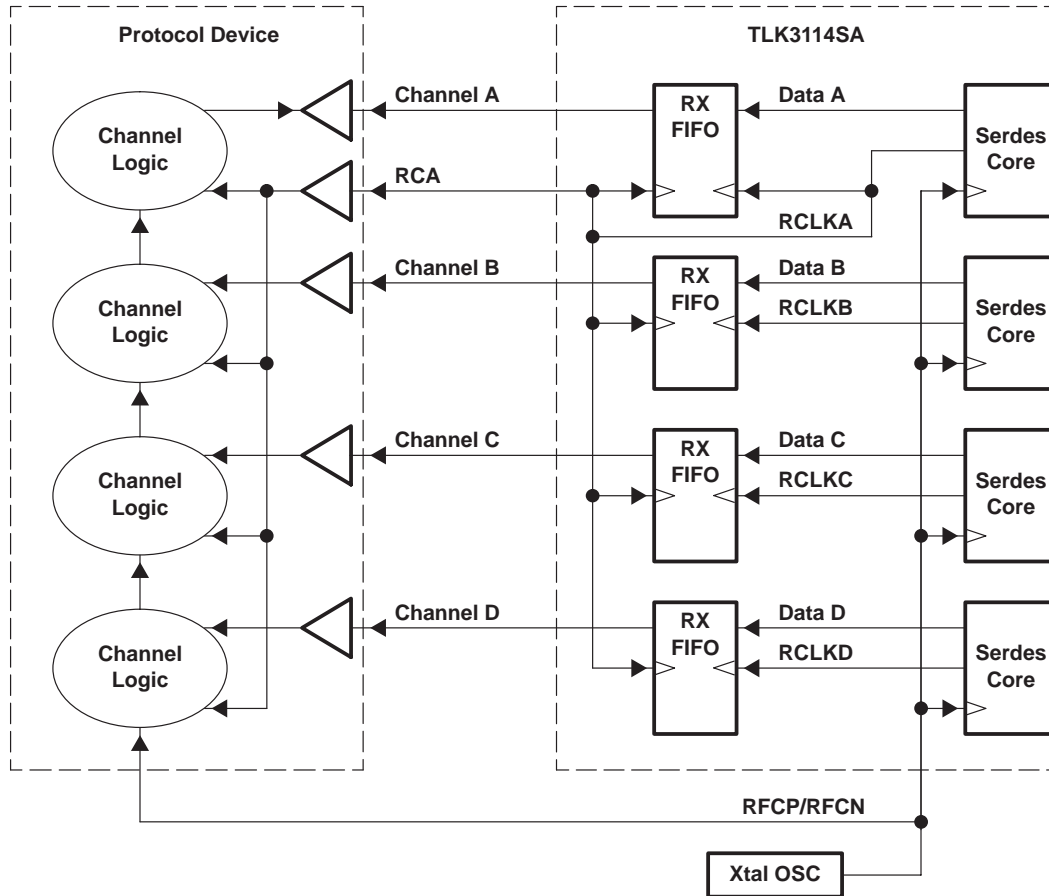 Protocol Device
TLK3114SA
Channel A
RX
FIFO
Data A
Serdes
Core
Channel
Logic
RCA
RCLKA
Channel B
RX
FIFO
Data B
RCLKB
Serdes
Core
Channel
Logic
Channel C
RX
FIFO
Data C
RCLKC
Serdes
Core
Channel
Logic
Channel D
RX
FIFO
Data D
RCLKD
Serdes
Core
Channel
Logic
RFCP/RFCN
Xtal OSC